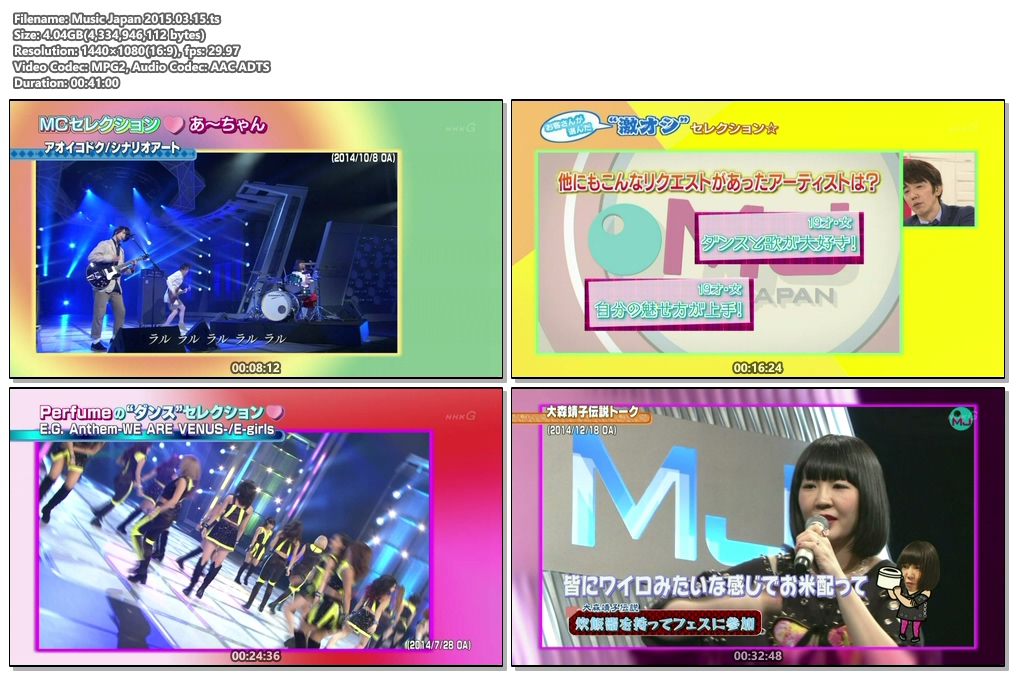 Filename: Music Japan 2015.03.15.ts
Size: 4.04GB(4,334,946,112 bytes)
Resolution: 1440×1080(16:9), fps: 29.97
Video Codec: MPG2, Audio Codec: AAC ADTS
Duration: 00:41:00
MCセレクション あ～ちゃん
NHK G
アオイコドク/シナリオアート
(2014/10/8 OA)
ラル ラル ラル ラル ラル
00:08:12
お客さんが選んだ
“激オシ”セレクション☆
他にもこんなリクエストがあったアーティストは?
19才・女
ダンスと歌が大好き!
19才・女
自分の魅せ方が上手!
MJ
JAPAN
00:16:24
Perfumeの“ダンス”セレクション
NHK G
E.G. Anthem-WE ARE VENUS-/E-girls
(2014/7/28 OA)
00:24:36
大森靖子伝説トーク
(2014/12/18 OA)
MJ
MJ
皆にワイロみたいな感じでお米配って
大森靖子伝説
炊飯器を持ってフェスに参加
00:32:48